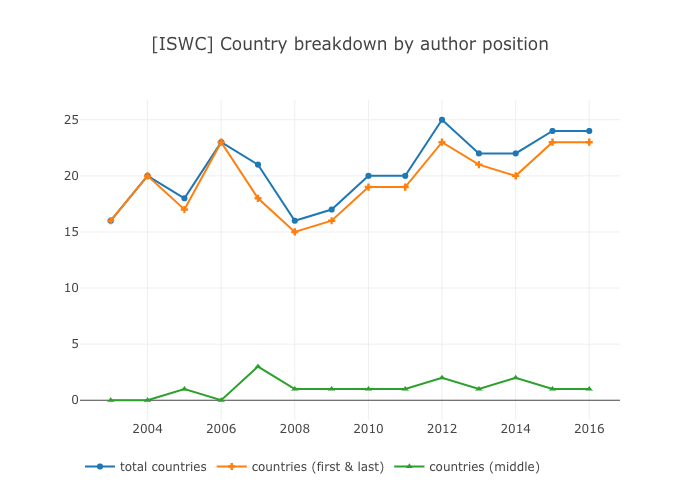 [ISWC] Country breakdown by author position
25
20
15
10
5
0
2004 2006 2008 2010 2012 2014 2016
total countries countries (first & last) countries (middle)